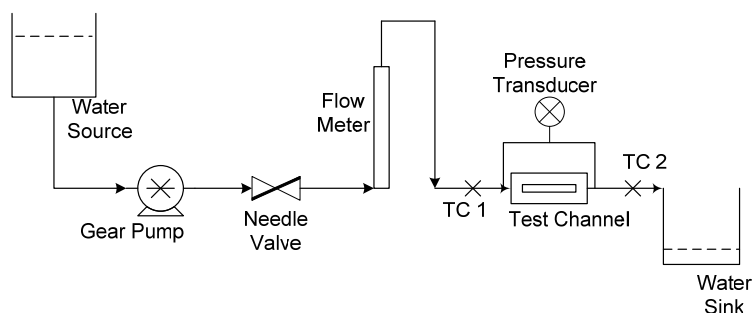 Water
Source
Gear Pump
Needle
Valve
Flow
Meter
TC 1
Pressure
Transducer
Test Channel
TC 2
Water
Sink